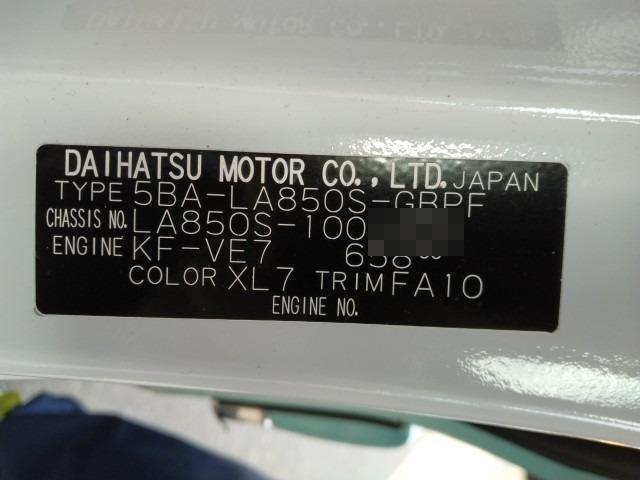 DAIHATSU MOTOR CO., LTD. JAPAN
TYPE 5BA-LA850S-GBPF
CHASSIS NO. LA850S-100
ENGINE KF-VE7 658cc
COLOR XL7 TRIM FA10
ENGINE NO.